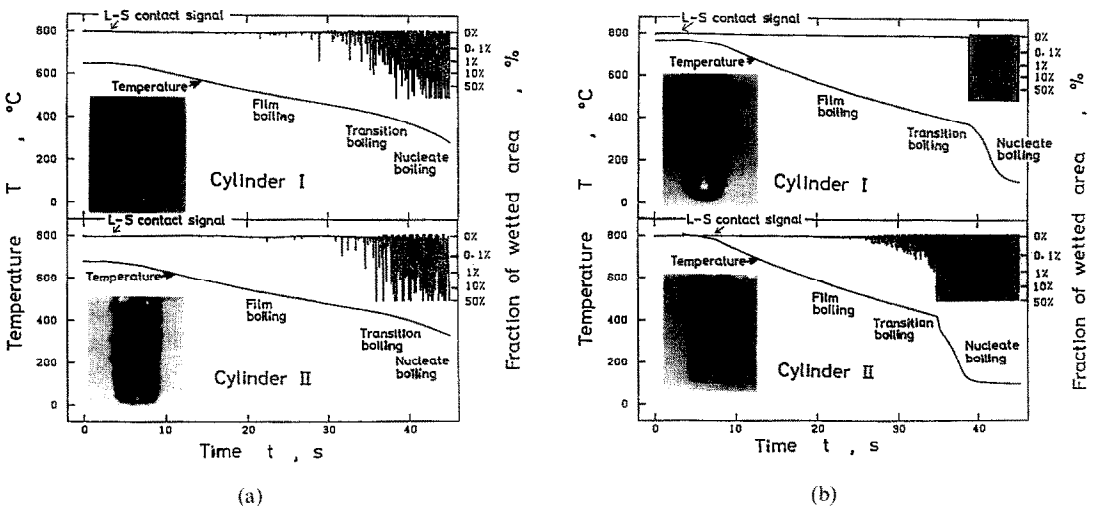 L-S contact signal
800
600
400
200
0
0%
0.1%
1%
10%
50%
Temperature
Film
boiling
Transition
boiling
Nucleate
boiling
Cylinder I
L-S contact signal
800
600
400
200
0
0%
0.1%
1%
10%
50%
Temperature
Film
boiling
Transition
boiling
Nucleate
boiling
Cylinder II
0 10 20 30 40
Time t , s
Temperature T , °C
Fraction of wetted area , %
(a)
L-S contact signal
800
600
400
200
0
0%
0.1%
1%
10%
50%
Temperature
Film
boiling
Transition
boiling
Nucleate
boiling
Cylinder I
L-S contact signal
800
600
400
200
0
0%
0.1%
1%
10%
50%
Temperature
Film
boiling
Transition
boiling
Nucleate
boiling
Cylinder II
0 10 20 30 40
Time t , s
Temperature T , °C
Fraction of wetted area , %
(b)